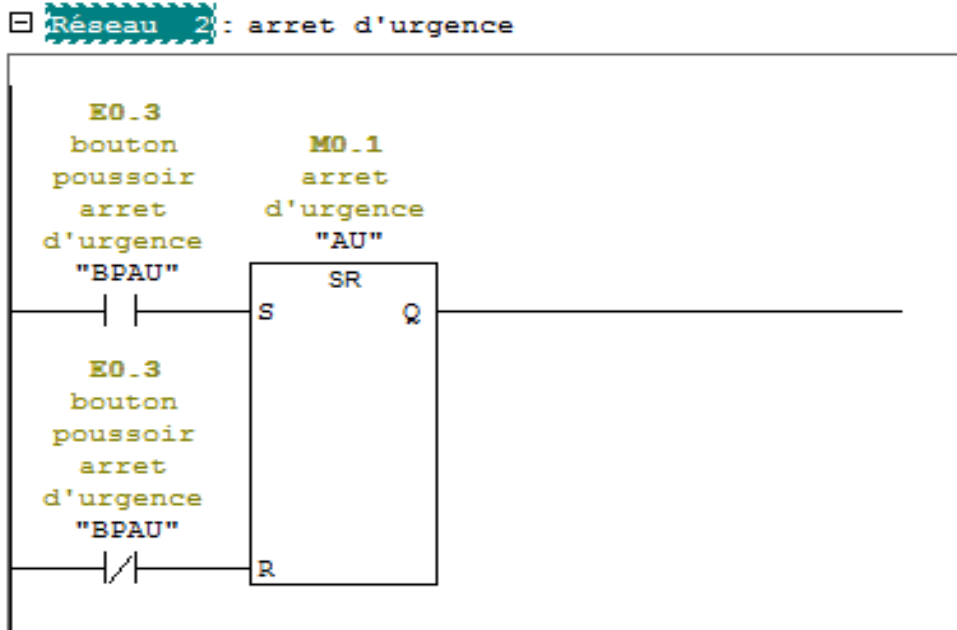 Réseau 2 : arret d'urgence
E0.3
bouton
poussoir
arret
d'urgence
"BPAU"
M0.1
arret
d'urgence
"AU"
SR
S Q
E0.3
bouton
poussoir
arret
d'urgence
"BPAU"
R